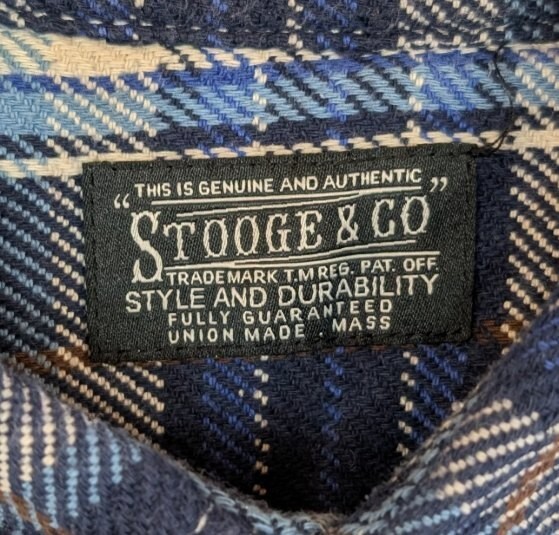 THIS IS GENUINE AND AUTHENTIC
"STOOGE & CO"
TRADEMARK T.M REG. PAT. OFF.
STYLE AND DURABILITY
FULLY GUARANTEED
UNION MADE . MASS